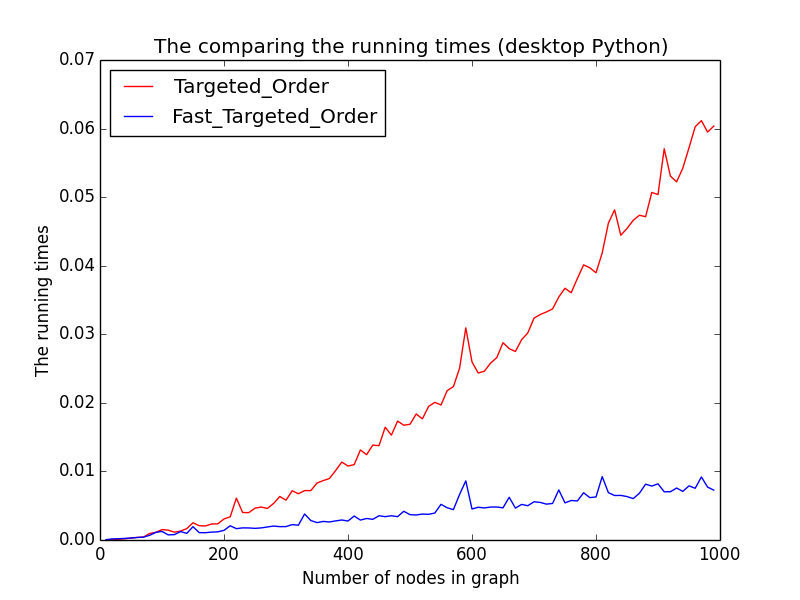 The comparing the running times (desktop Python)
Targeted_Order
Fast_Targeted_Order
The running times
0.07
0.06
0.05
0.04
0.03
0.02
0.01
0.00
0
200
400
600
800
1000
Number of nodes in graph